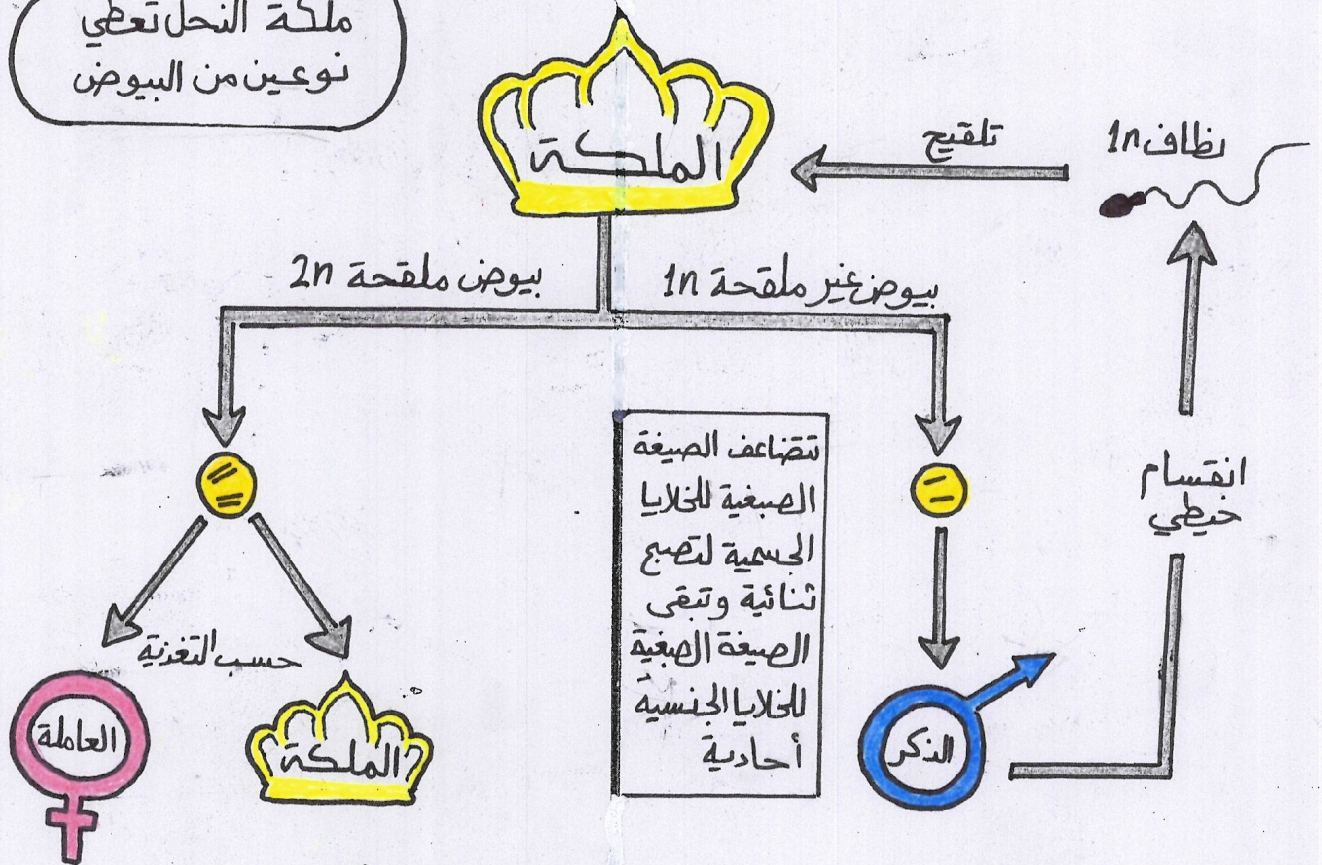 ملكة النحل تعطي
نوعين من البيوض
الملكة
تلقيح
نطاف 1n
بيوض غير ملقحة 1n
بيوض ملقحة 2n
تتضاعف الصيغة
الصبغية للخلايا
الجسمية لتصبح
ثنائية وتبقى
الصيغة الصبغية
للخلايا الجنسية
أحادية
انقسام
خيطي
حسب التغذية
العاملة
الملكة
الذكر